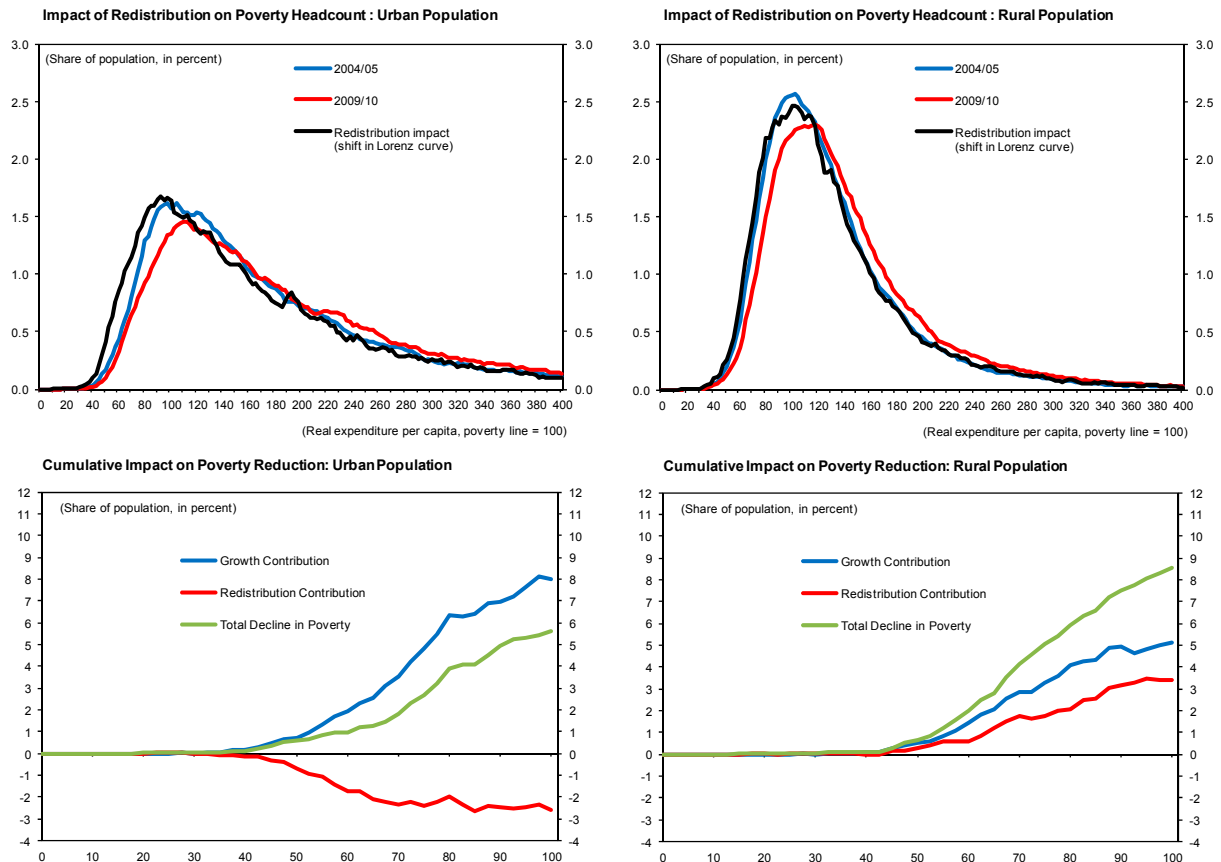 Impact of Redistribution on Poverty Headcount : Urban Population
(Share of population, in percent)
2004/05
2009/10
Redistribution impact
(shift in Lorenz curve)
3.0 3.0
2.5 2.5
2.0 2.0
1.5 1.5
1.0 1.0
0.5 0.5
0.0 0.0
0 20 40 60 80 100 120 140 160 180 200 220 240 260 280 300 320 340 360 380 400
(Real expenditure per capita, poverty line = 100)
Impact of Redistribution on Poverty Headcount : Rural Population
(Share of population, in percent)
2004/05
2009/10
Redistribution impact
(shift in Lorenz curve)
3.0 3.0
2.5 2.5
2.0 2.0
1.5 1.5
1.0 1.0
0.5 0.5
0.0 0.0
0 20 40 60 80 100 120 140 160 180 200 220 240 260 280 300 320 340 360 380 400
(Real expenditure per capita, poverty line = 100)
Cumulative Impact on Poverty Reduction: Urban Population
(Share of population, in percent)
Growth Contribution
Redistribution Contribution
Total Decline in Poverty
12 12
11 11
10 10
9 9
8 8
7 7
6 6
5 5
4 4
3 3
2 2
1 1
0 0
-1 -1
-2 -2
-3 -3
-4 -4
0 10 20 30 40 50 60 70 80 90 100
Cumulative Impact on Poverty Reduction: Rural Population
(Share of population, in percent)
Growth Contribution
Redistribution Contribution
Total Decline in Poverty
12 12
11 11
10 10
9 9
8 8
7 7
6 6
5 5
4 4
3 3
2 2
1 1
0 0
-1 -1
-2 -2
-3 -3
-4 -4
0 10 20 30 40 50 60 70 80 90 100